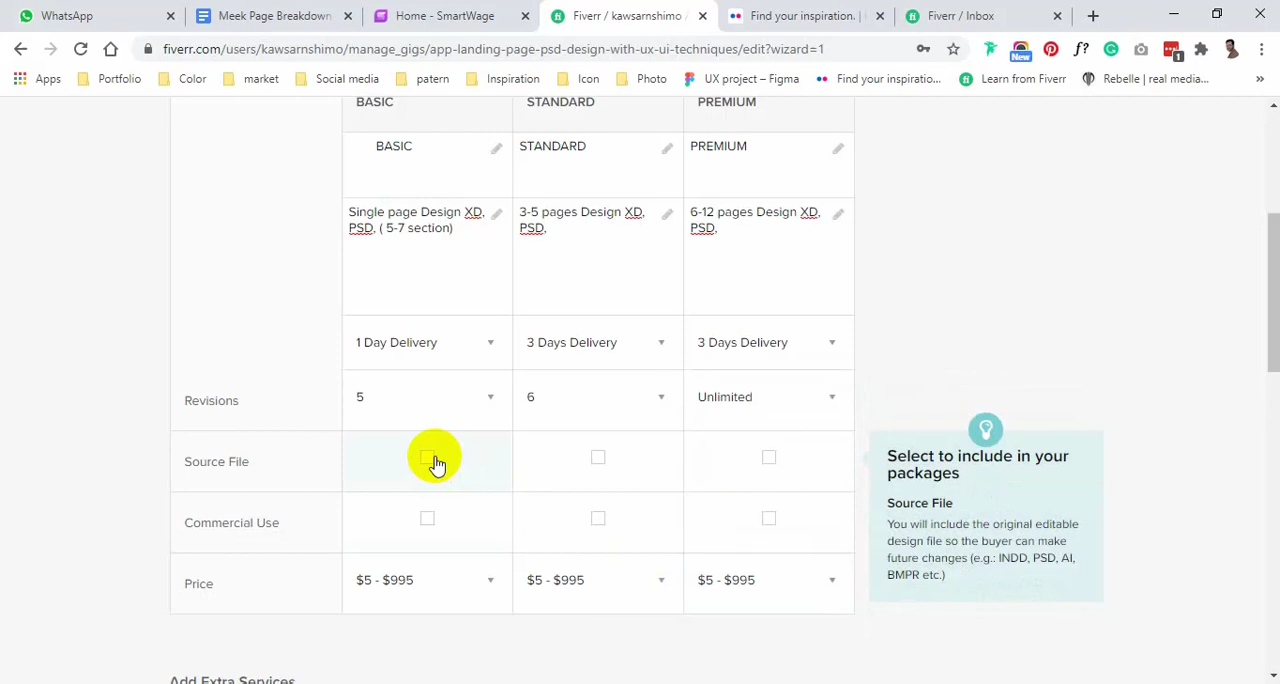 WhatsApp
Meek Page Breakdown
Home - SmartWage
Fiverr / kawsarnshimo /
Find your inspiration. |
Fiverr / Inbox
fiverr.com/users/kawsarnshimo/manage_gigs/app-landing-page-psd-design-with-ux-ui-techniques/edit?wizard=1
New
1
Apps
Portfolio
Color
market
Social media
patern
Inspiration
Icon
Photo
UX project – Figma
Find your inspiratio...
Learn from Fiverr
Rebelle | real media...
»
BASIC STANDARD PREMIUM
BASIC STANDARD PREMIUM
Single page Design XD,
PSD, ( 5-7 section)
3-5 pages Design XD,
PSD,
6-12 pages Design XD,
PSD,
1 Day Delivery 3 Days Delivery 3 Days Delivery
Revisions 5 6 Unlimited
Source File
Commercial Use
Price $5 - $995 $5 - $995 $5 - $995
Select to include in your
packages
Source File
You will include the original editable
design file so the buyer can make
future changes (e.g.: INDD, PSD, AI,
BMPR etc.)
Add Extra Services